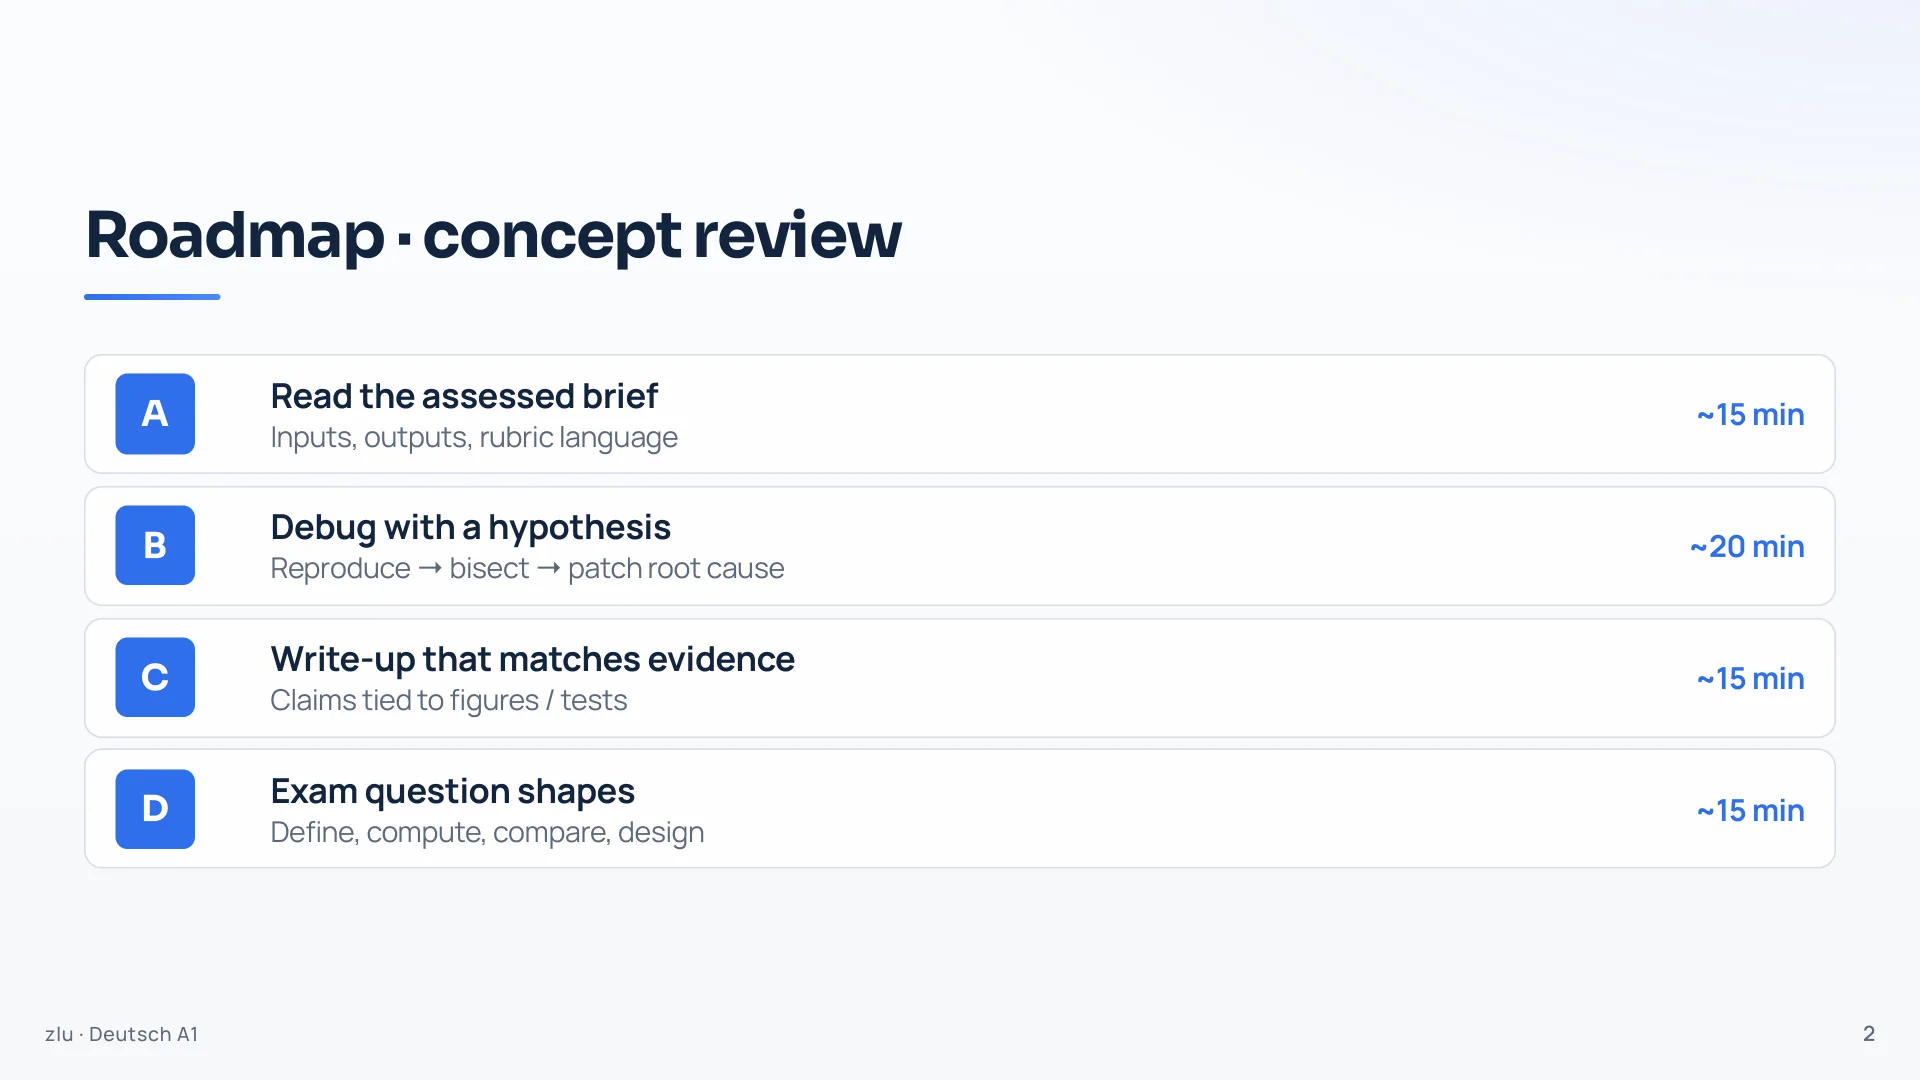 Roadmap · concept review
A
Read the assessed brief
Inputs, outputs, rubric language
~15 min
B
Debug with a hypothesis
Reproduce → bisect → patch root cause
~20 min
C
Write-up that matches evidence
Claims tied to figures / tests
~15 min
D
Exam question shapes
Define, compute, compare, design
~15 min
zlu · Deutsch A1
2